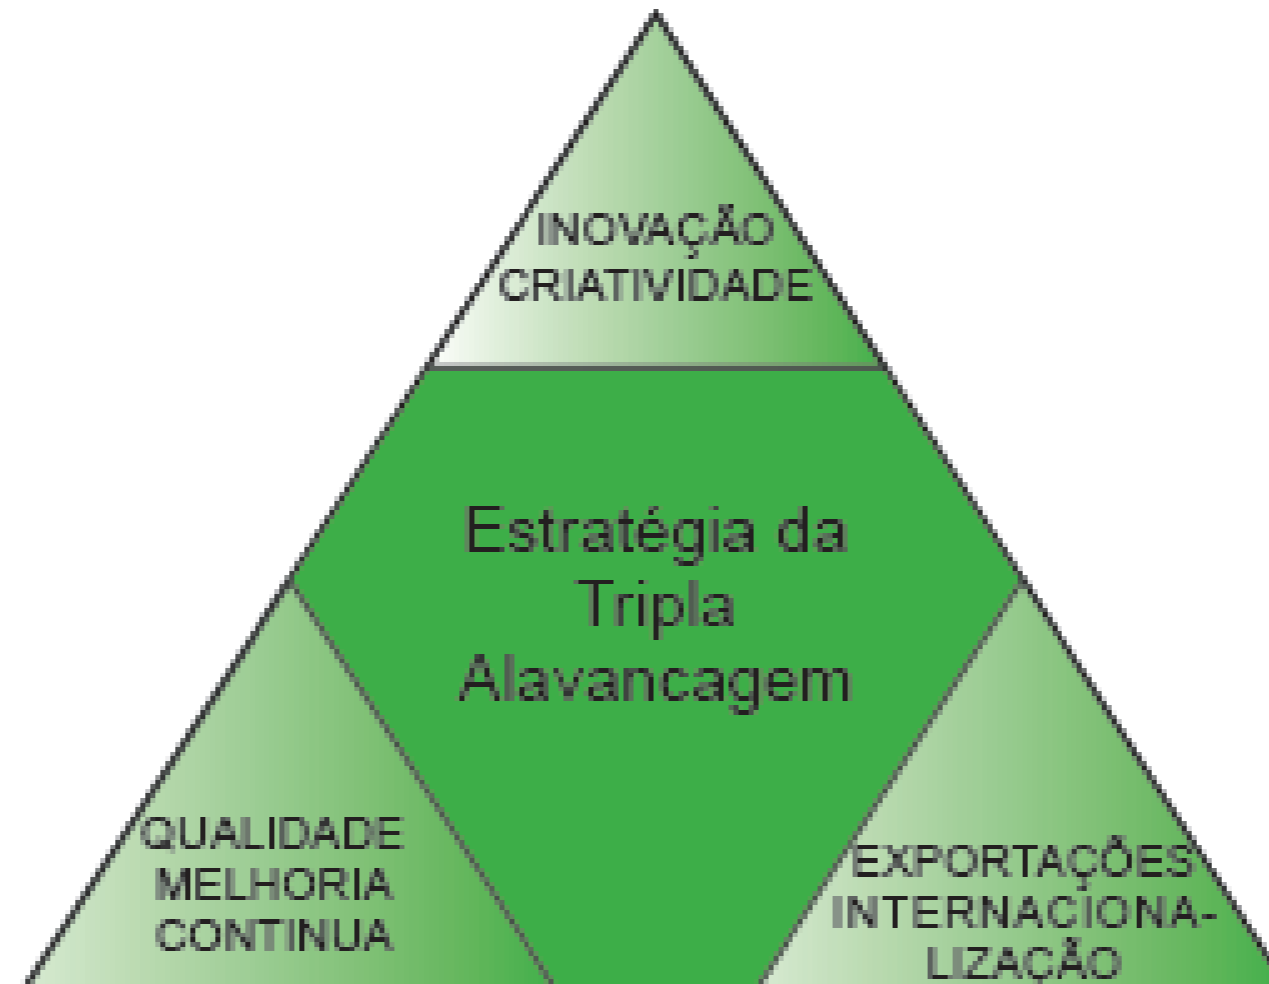 INOVAÇÃO
CRIATIVIDADE
Estratégia da
Tripla
Alavancagem
QUALIDADE
MELHORIA
CONTINUA
EXPORTAÇÕES
INTERNACIONA-
LIZAÇÃO